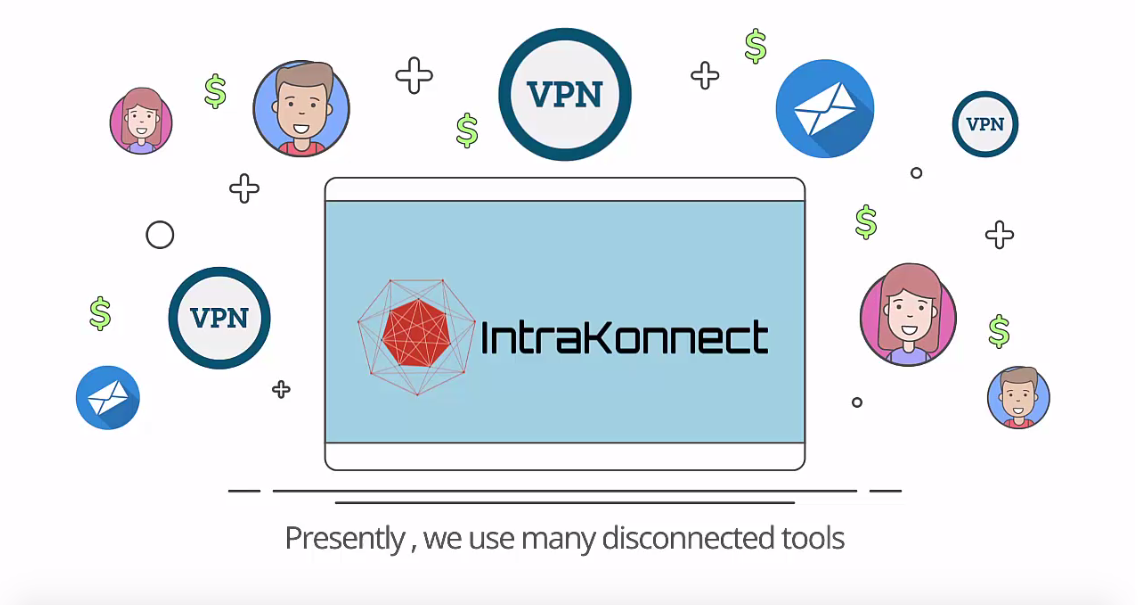 VPN
VPN
VPN
IntraKonnect
Presently , we use many disconnected tools